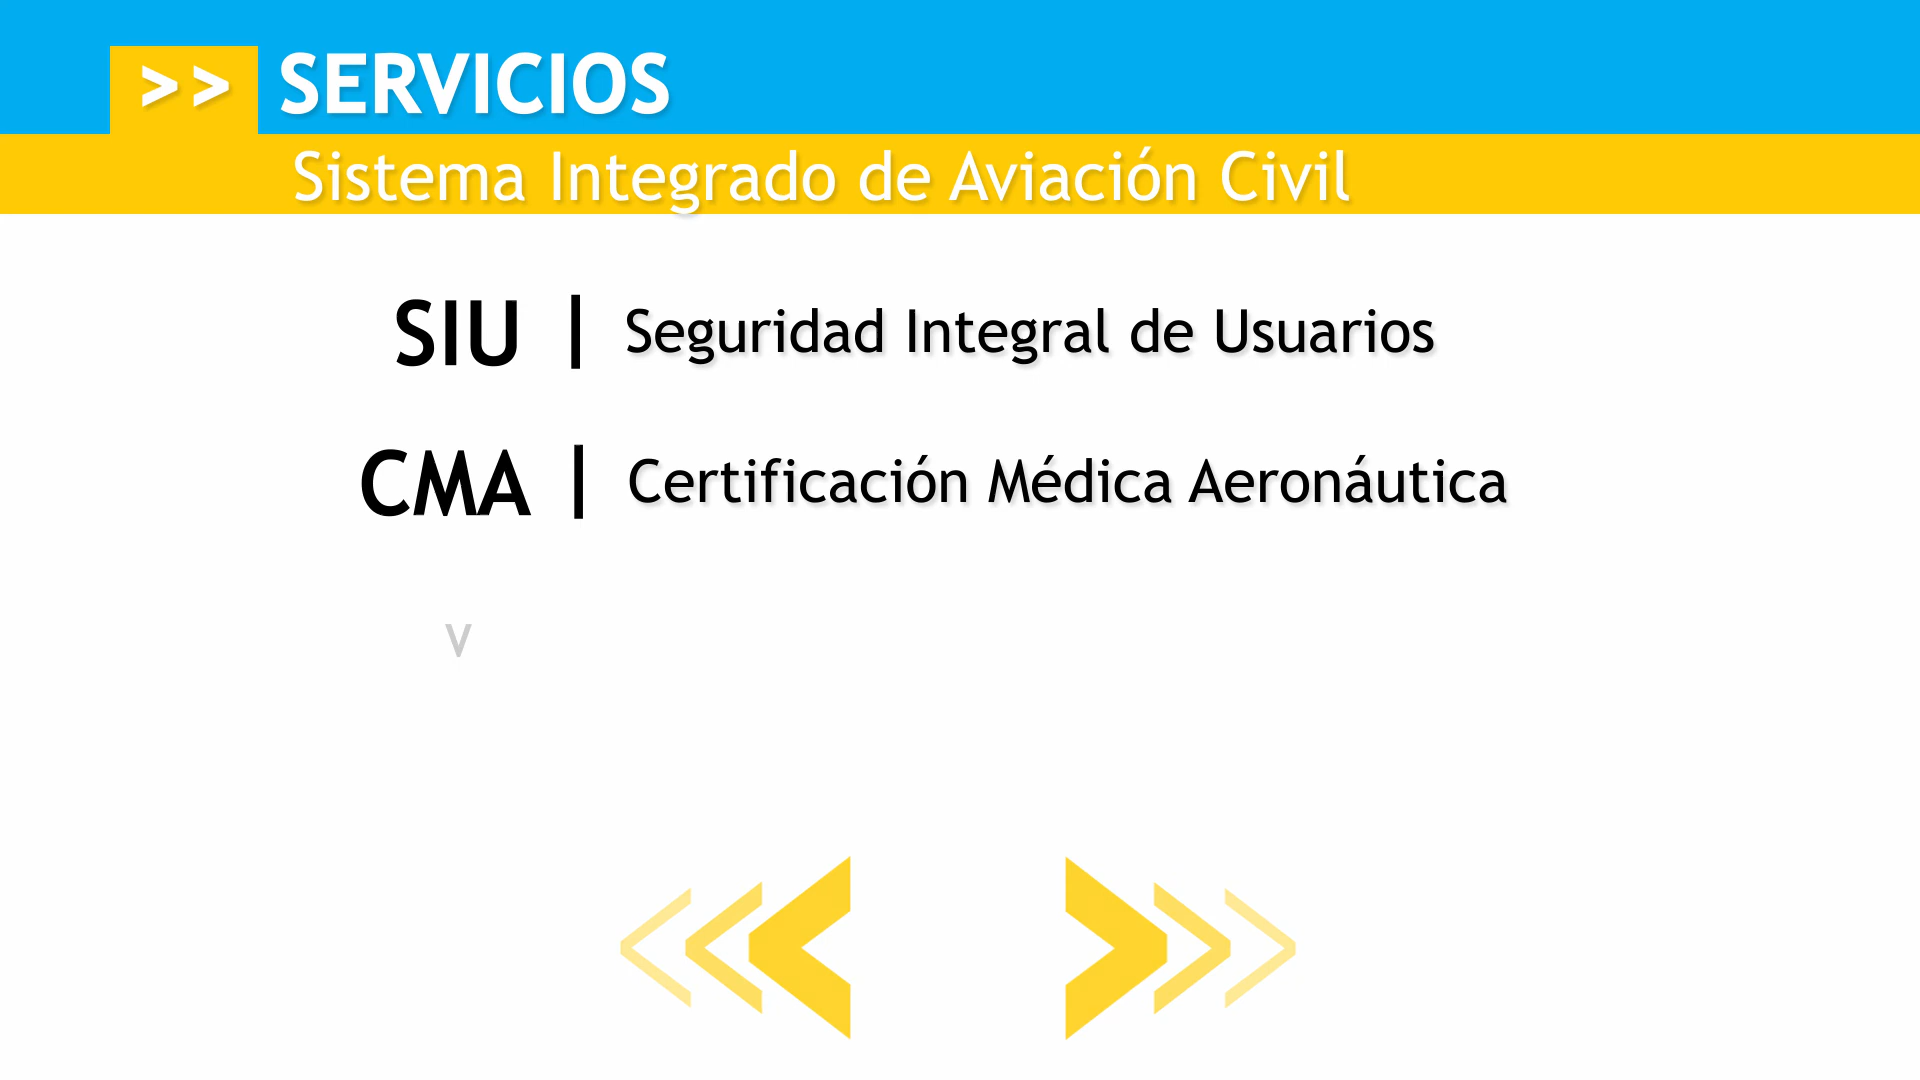 >> SERVICIOS
Sistema Integrado de Aviación Civil
SIU | Seguridad Integral de Usuarios
CMA | Certificación Médica Aeronáutica
V